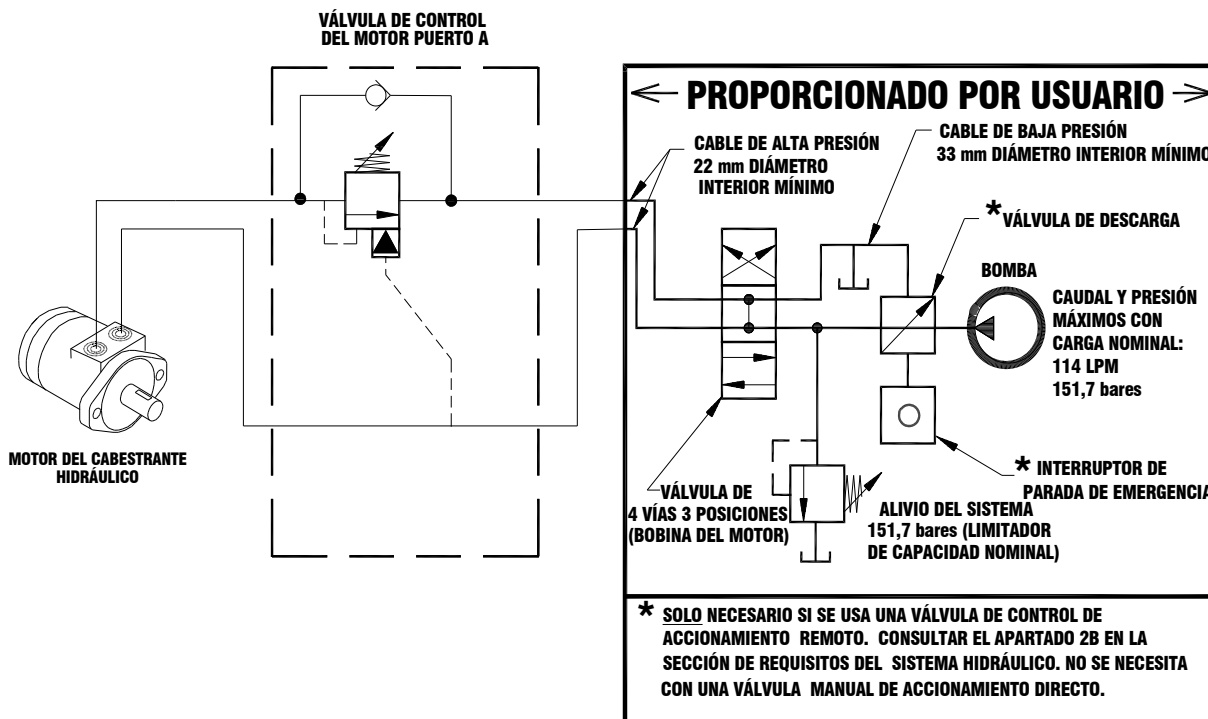 VÁLVULA DE CONTROL
DEL MOTOR PUERTO A
PROPORCIONADO POR USUARIO
CABLE DE ALTA PRESIÓN
22 mm DIÁMETRO
INTERIOR MÍNIMO
CABLE DE BAJA PRESIÓN
33 mm DIÁMETRO INTERIOR MÍNIMO
* VÁLVULA DE DESCARGA
BOMBA
CAUDAL Y PRESIÓN
MÁXIMOS CON
CARGA NOMINAL:
114 LPM
151,7 bares
MOTOR DEL CABESTRANTE
HIDRÁULICO
* INTERRUPTOR DE
PARADA DE EMERGENCIA
VÁLVULA DE
4 VÍAS 3 POSICIONES
(BOBINA DEL MOTOR)
ALIVIO DEL SISTEMA
151,7 bares (LIMITADOR
DE CAPACIDAD NOMINAL)
* SOLO NECESARIO SI SE USA UNA VÁLVULA DE CONTROL DE
ACCIONAMIENTO REMOTO. CONSULTAR EL APARTADO 2B EN LA
SECCIÓN DE REQUISITOS DEL SISTEMA HIDRÁULICO. NO SE NECESITA
CON UNA VÁLVULA MANUAL DE ACCIONAMIENTO DIRECTO.